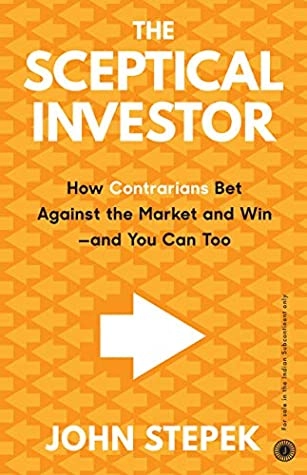 THE
SCEPTICAL
INVESTOR
How Contrarians Bet
Against the Market and Win
—and You Can Too
JOHN STEPEK
For sale in the Indian Subcontinent only
J